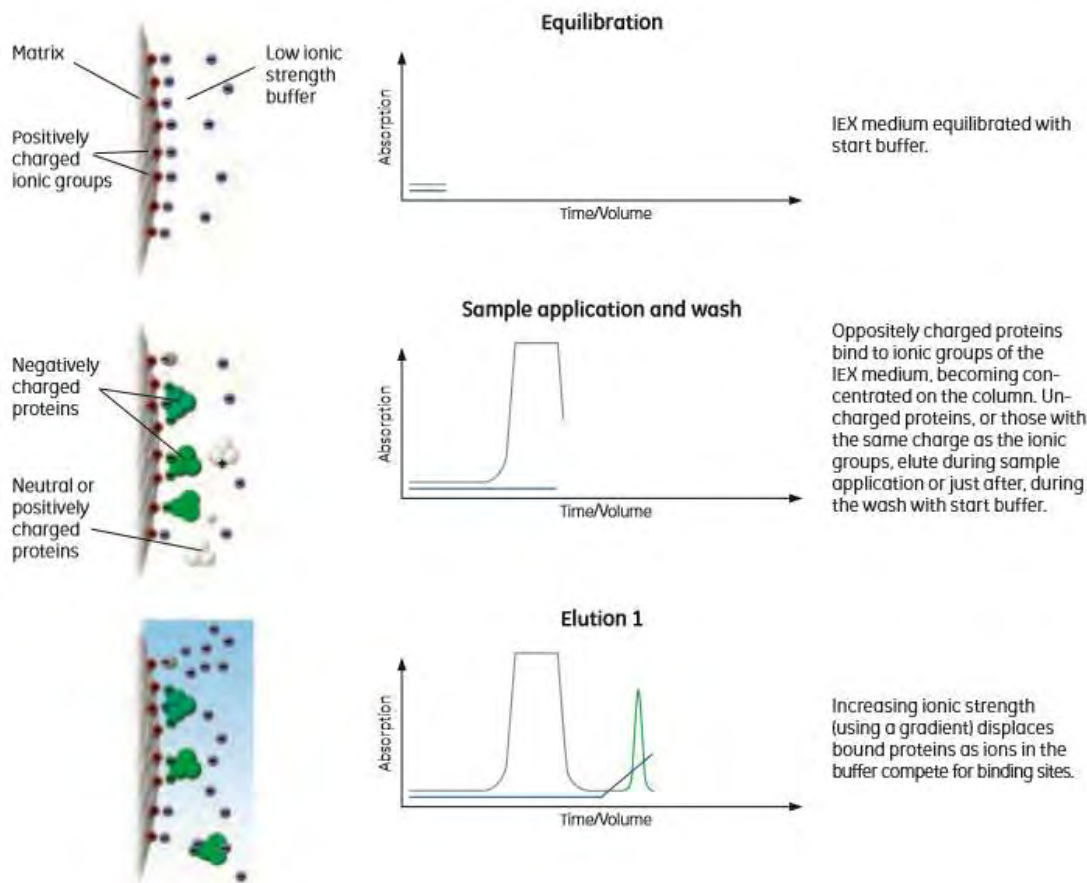 Equilibration
Matrix
Low ionic
strength
buffer
Positively
charged
ionic groups
Absorption
Time/Volume
IEX medium equilibrated with
start buffer.
Sample application and wash
Negatively
charged
proteins
Neutral or
positively
charged
proteins
Absorption
Time/Volume
Oppositely charged proteins
bind to ionic groups of the
IEX medium, becoming con-
centrated on the column. Un-
charged proteins, or those with
the same charge as the ionic
groups, elute during sample
application or just after, during
the wash with start buffer.
Elution 1
Absorption
Time/Volume
Increasing ionic strength
(using a gradient) displaces
bound proteins as ions in the
buffer compete for binding sites.